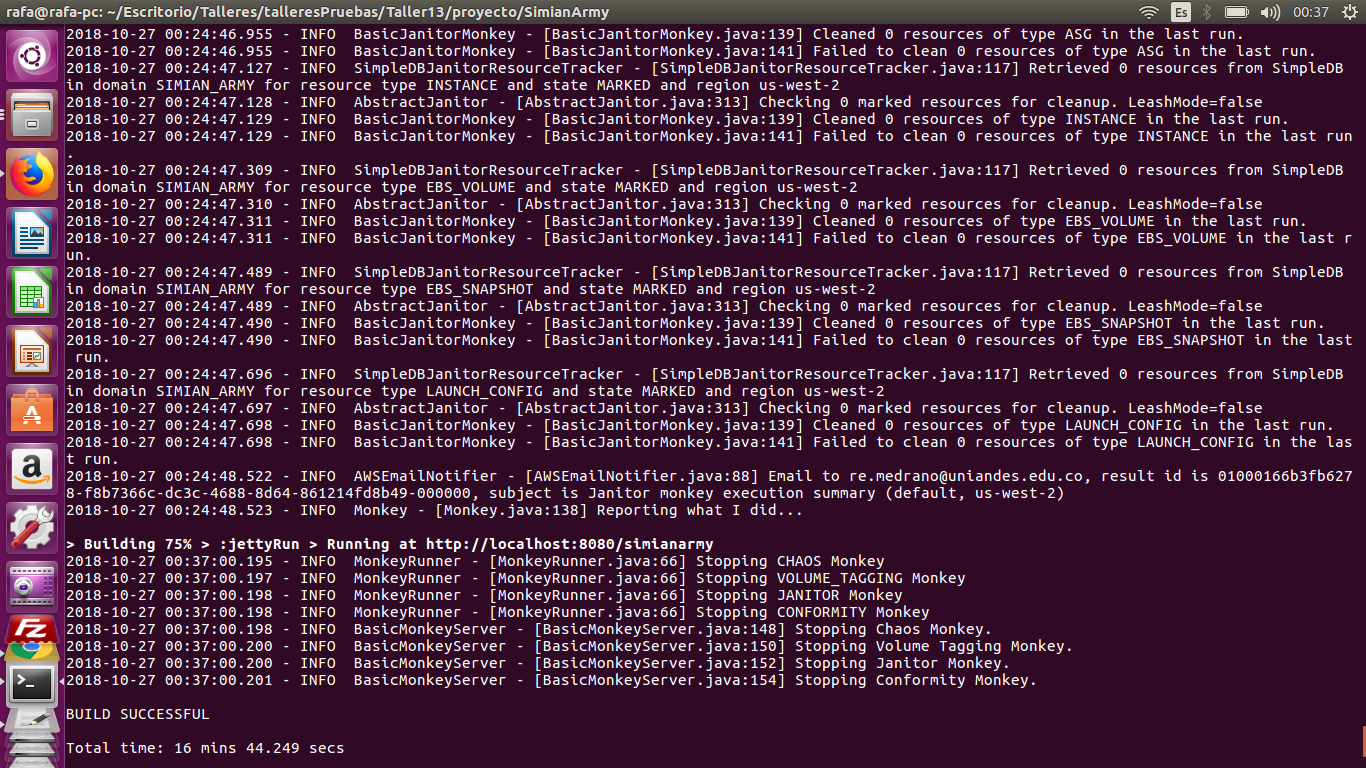 rafa@rafa-pc: ~/Escritorio/Talleres/talleresPruebas/Taller13/proyecto/SimianArmy
Es
00:37
2018-10-27 00:24:46.955 - INFO  BasicJanitorMonkey - [BasicJanitorMonkey.java:139] Cleaned 0 resources of type ASG in the last run.
2018-10-27 00:24:46.955 - INFO  BasicJanitorMonkey - [BasicJanitorMonkey.java:141] Failed to clean 0 resources of type ASG in the last run.
2018-10-27 00:24:47.127 - INFO  SimpleDBJanitorResourceTracker - [SimpleDBJanitorResourceTracker.java:117] Retrieved 0 resources from SimpleDB
in domain SIMIAN_ARMY for resource type INSTANCE and state MARKED and region us-west-2
2018-10-27 00:24:47.128 - INFO  AbstractJanitor - [AbstractJanitor.java:313] Checking 0 marked resources for cleanup. LeashMode=false
2018-10-27 00:24:47.129 - INFO  BasicJanitorMonkey - [BasicJanitorMonkey.java:139] Cleaned 0 resources of type INSTANCE in the last run.
2018-10-27 00:24:47.129 - INFO  BasicJanitorMonkey - [BasicJanitorMonkey.java:141] Failed to clean 0 resources of type INSTANCE in the last run
.
2018-10-27 00:24:47.309 - INFO  SimpleDBJanitorResourceTracker - [SimpleDBJanitorResourceTracker.java:117] Retrieved 0 resources from SimpleDB
in domain SIMIAN_ARMY for resource type EBS_VOLUME and state MARKED and region us-west-2
2018-10-27 00:24:47.310 - INFO  AbstractJanitor - [AbstractJanitor.java:313] Checking 0 marked resources for cleanup. LeashMode=false
2018-10-27 00:24:47.311 - INFO  BasicJanitorMonkey - [BasicJanitorMonkey.java:139] Cleaned 0 resources of type EBS_VOLUME in the last run.
2018-10-27 00:24:47.311 - INFO  BasicJanitorMonkey - [BasicJanitorMonkey.java:141] Failed to clean 0 resources of type EBS_VOLUME in the last r
un.
2018-10-27 00:24:47.489 - INFO  SimpleDBJanitorResourceTracker - [SimpleDBJanitorResourceTracker.java:117] Retrieved 0 resources from SimpleDB
in domain SIMIAN_ARMY for resource type EBS_SNAPSHOT and state MARKED and region us-west-2
2018-10-27 00:24:47.489 - INFO  AbstractJanitor - [AbstractJanitor.java:313] Checking 0 marked resources for cleanup. LeashMode=false
2018-10-27 00:24:47.490 - INFO  BasicJanitorMonkey - [BasicJanitorMonkey.java:139] Cleaned 0 resources of type EBS_SNAPSHOT in the last run.
2018-10-27 00:24:47.490 - INFO  BasicJanitorMonkey - [BasicJanitorMonkey.java:141] Failed to clean 0 resources of type EBS_SNAPSHOT in the last
 run.
2018-10-27 00:24:47.696 - INFO  SimpleDBJanitorResourceTracker - [SimpleDBJanitorResourceTracker.java:117] Retrieved 0 resources from SimpleDB
in domain SIMIAN_ARMY for resource type LAUNCH_CONFIG and state MARKED and region us-west-2
2018-10-27 00:24:47.697 - INFO  AbstractJanitor - [AbstractJanitor.java:313] Checking 0 marked resources for cleanup. LeashMode=false
2018-10-27 00:24:47.698 - INFO  BasicJanitorMonkey - [BasicJanitorMonkey.java:139] Cleaned 0 resources of type LAUNCH_CONFIG in the last run.
2018-10-27 00:24:47.698 - INFO  BasicJanitorMonkey - [BasicJanitorMonkey.java:141] Failed to clean 0 resources of type LAUNCH_CONFIG in the las
t run.
2018-10-27 00:24:48.522 - INFO  AWSEmailNotifier - [AWSEmailNotifier.java:88] Email to re.medrano@uniandes.edu.co, result id is 01000166b3fb627
8-f8b7366c-dc3c-4688-8d64-861214fd8b49-000000, subject is Janitor monkey execution summary (default, us-west-2)
2018-10-27 00:24:48.523 - INFO  Monkey - [Monkey.java:138] Reporting what I did...
> Building 75% > :jettyRun > Running at http://localhost:8080/simianarmy
2018-10-27 00:37:00.195 - INFO  MonkeyRunner - [MonkeyRunner.java:66] Stopping CHAOS Monkey
2018-10-27 00:37:00.197 - INFO  MonkeyRunner - [MonkeyRunner.java:66] Stopping VOLUME_TAGGING Monkey
2018-10-27 00:37:00.198 - INFO  MonkeyRunner - [MonkeyRunner.java:66] Stopping JANITOR Monkey
2018-10-27 00:37:00.198 - INFO  MonkeyRunner - [MonkeyRunner.java:66] Stopping CONFORMITY Monkey
2018-10-27 00:37:00.198 - INFO  BasicMonkeyServer - [BasicMonkeyServer.java:148] Stopping Chaos Monkey.
2018-10-27 00:37:00.200 - INFO  BasicMonkeyServer - [BasicMonkeyServer.java:150] Stopping Volume Tagging Monkey.
2018-10-27 00:37:00.200 - INFO  BasicMonkeyServer - [BasicMonkeyServer.java:152] Stopping Janitor Monkey.
2018-10-27 00:37:00.201 - INFO  BasicMonkeyServer - [BasicMonkeyServer.java:154] Stopping Conformity Monkey.
BUILD SUCCESSFUL
Total time: 16 mins 44.249 secs